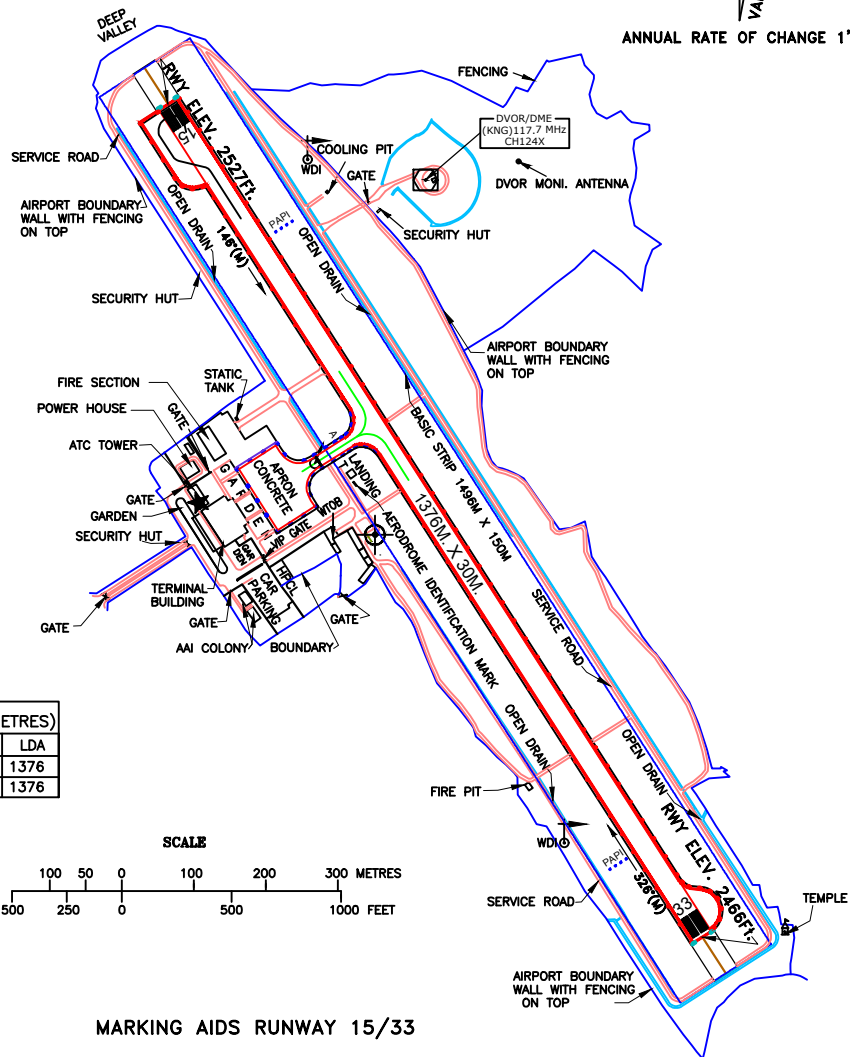 DEEP
VALLEY
VA
ANNUAL RATE OF CHANGE 1'
FENCING
RWY ELEV. 2527Ft.
15
DVOR/DME
(KNG)117.7 MHz
CH124X
SERVICE ROAD
COOLING PIT
WDI
GATE
DVOR MONI. ANTENNA
AIRPORT BOUNDARY
WALL WITH FENCING
ON TOP
OPEN DRAIN
PAPI
SECURITY HUT
146°(M)
OPEN DRAIN
SECURITY HUT
AIRPORT BOUNDARY
WALL WITH FENCING
ON TOP
STATIC
TANK
FIRE SECTION
POWER HOUSE
GATE
ATC TOWER
BASIC STRIP 1496M X 150M
A
LANDING
T
APRON
CONCRETE
GARDEN
1376M. X 30M.
GATE
GARDEN
SECURITY HUT
WTOB
VIP GATE
GAR
DEN
AERODROME IDENTIFICATION MARK
HPCL
CAR
PARKING
TERMINAL
BUILDING
GATE
GATE
GATE
AAI COLONY
BOUNDARY
SERVICE ROAD
OPEN DRAIN
OPEN DRAIN
ETRES)
LDA
1376
1376
FIRE PIT
WDI
PAPI
326°(M)
RWY ELEV. 2466Ft.
33
SCALE
100 50 0 100 200 300 METRES
500 250 0 500 1000 FEET
SERVICE ROAD
TEMPLE
AIRPORT BOUNDARY
WALL WITH FENCING
ON TOP
MARKING AIDS RUNWAY 15/33